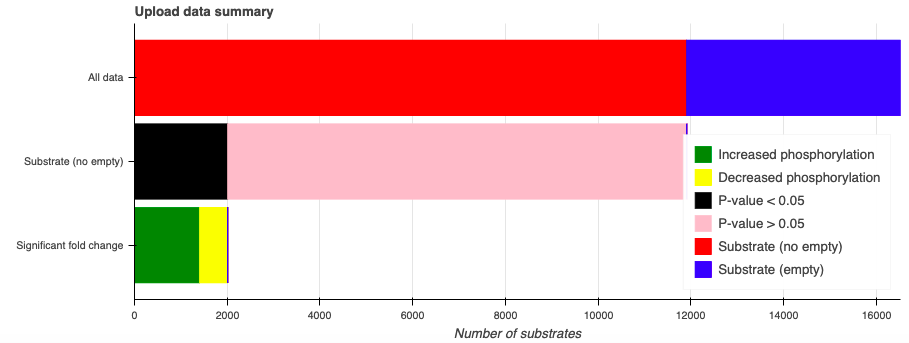 Upload data summary
All data
Substrate (no empty)
Significant fold change
Increased phosphorylation
Decreased phosphorylation
P-value < 0.05
P-value > 0.05
Substrate (no empty)
Substrate (empty)
0 2000 4000 6000 8000 10000 12000 14000 16000
Number of substrates